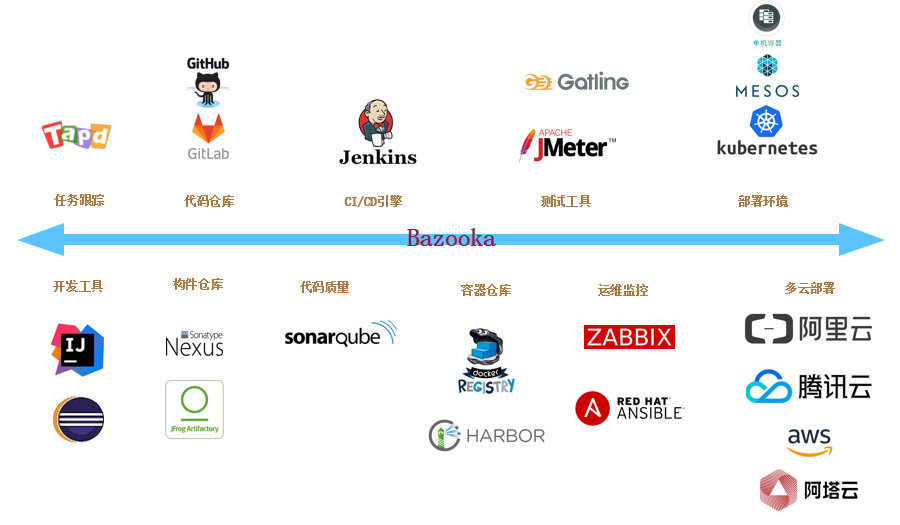 单机容器
GitHub
Gatling
MESOS
Tapd
APACHE
JMeter™
GitLab
Jenkins
kubernetes
任务跟踪
代码仓库
CI/CD引擎
测试工具
部署环境
Bazooka
开发工具
构件仓库
代码质量
容器仓库
运维监控
多云部署
IJ
Sonatype
Nexus
sonarqube
ZABBIX
阿里云
docker
REGISTRY
腾讯云
JFrog Artifactory
RED HAT®
ANSIBLE®
HARBOR
aws
阿塔云